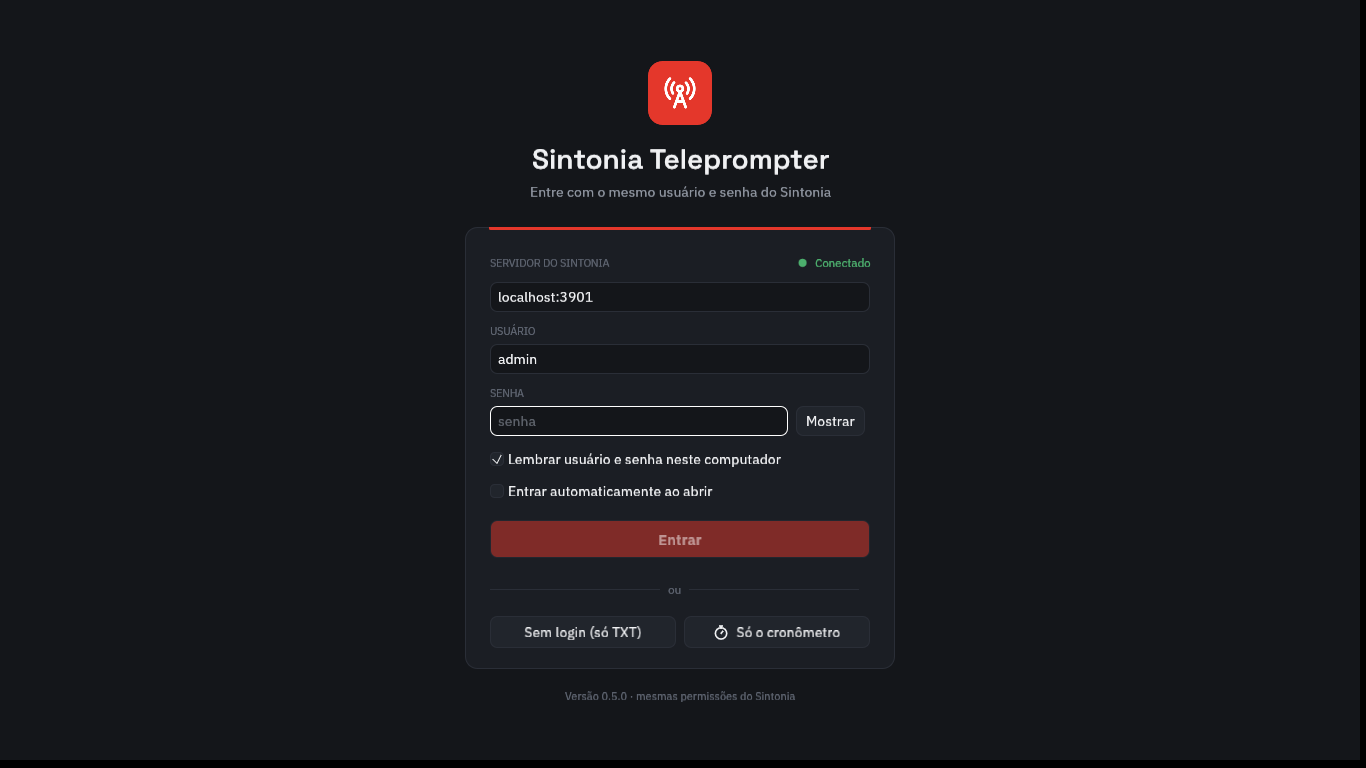 Sintonia Teleprompter
Entre com o mesmo usuário e senha do Sintonia
SERVIDOR DO SINTONIA
Conectado
localhost:3901
USUÁRIO
admin
SENHA
senha
Mostrar
Lembrar usuário e senha neste computador
Entrar automaticamente ao abrir
Entrar
ou
Sem login (só TXT)
Só o cronômetro
Versão 0.5.0 · mesmas permissões do Sintonia